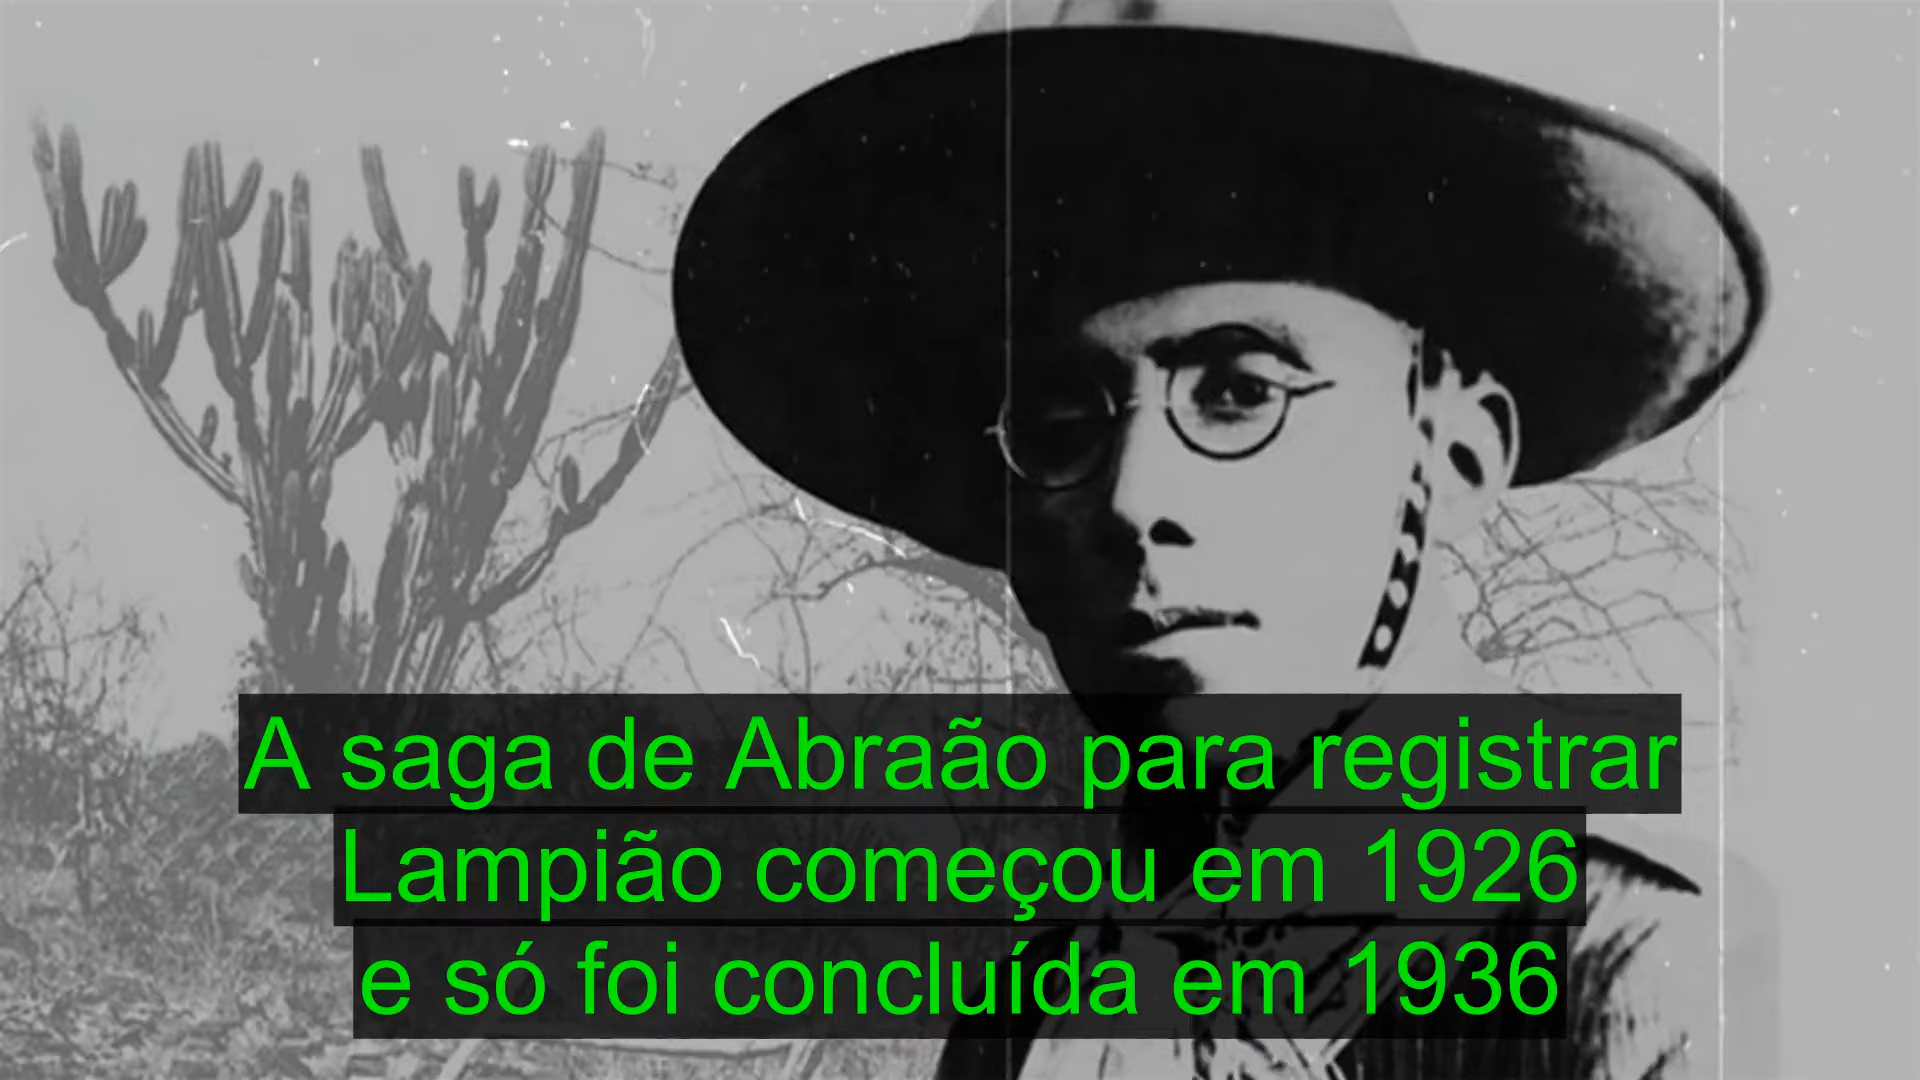 A saga de Abraão para registrar
Lampião começou em 1926
e só foi concluída em 1936